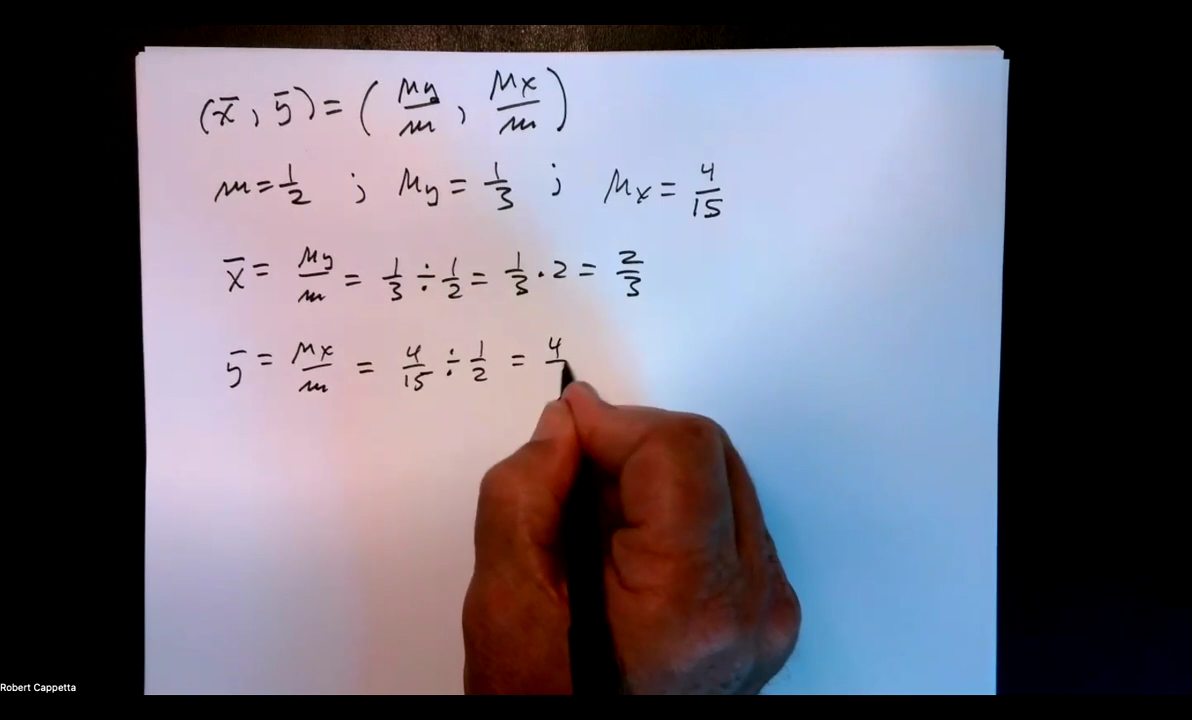 (x̄, ȳ) = ( My/m , Mx/m )
m = 1/2 ; My = 1/3 ; Mx = 4/15
x̄ = My/m = 1/3 ÷ 1/2 = 1/3 · 2 = 2/3
ȳ = Mx/m = 4/15 ÷ 1/2 = 4/
Robert Cappetta